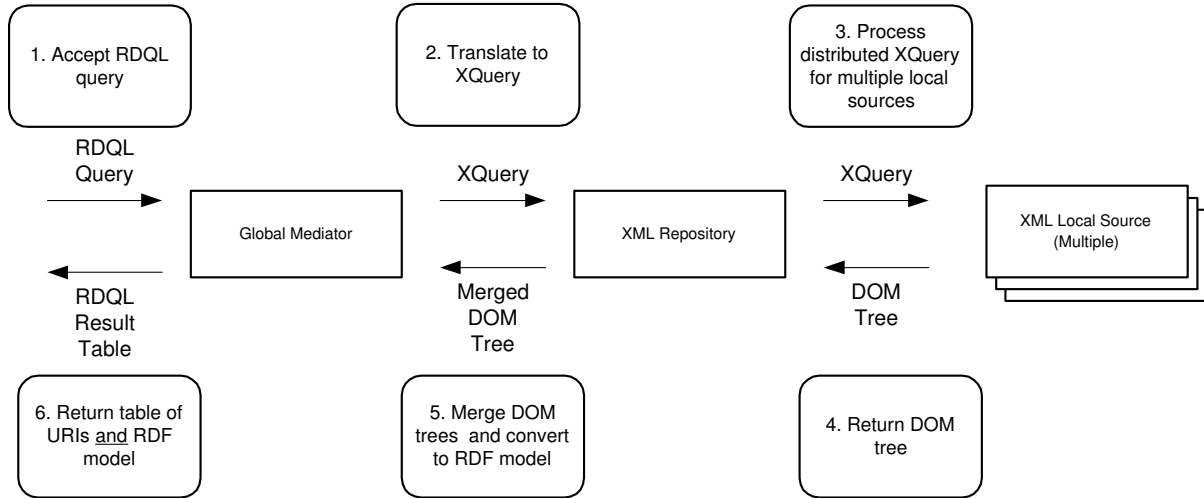 1. Accept RDQL
query
2. Translate to
XQuery
3. Process
distributed XQuery
for multiple local
sources
RDQL
Query
XQuery
XQuery
Global Mediator
XML Repository
XML Local Source
(Multiple)
RDQL
Result
Table
Merged
DOM
Tree
DOM
Tree
6. Return table of
URIs and RDF
model
5. Merge DOM
trees and convert
to RDF model
4. Return DOM
tree